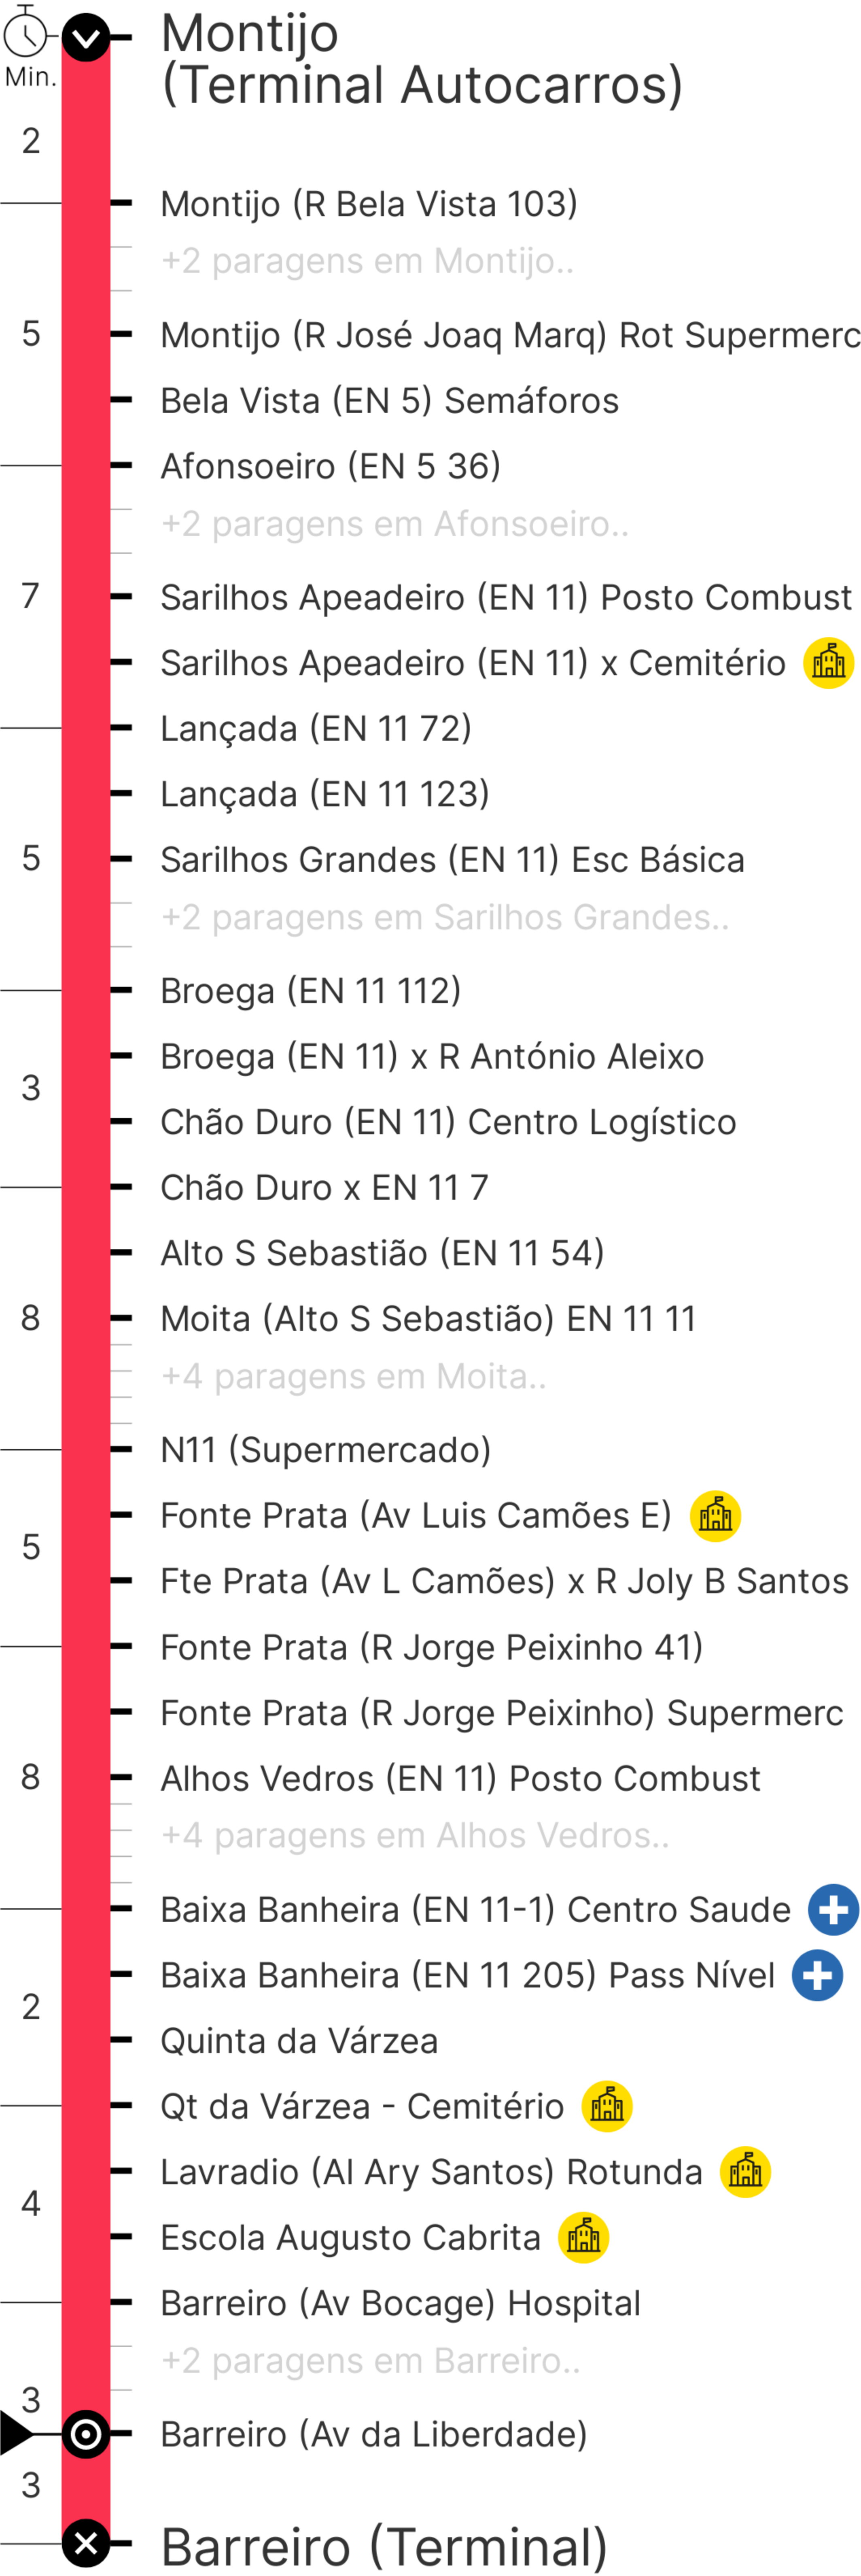 Montijo
(Terminal Autocarros)
Min.
2
Montijo (R Bela Vista 103)
+2 paragens em Montijo..
5
Montijo (R José Joaq Marq) Rot Supermerc
Bela Vista (EN 5) Semáforos
Afonsoeiro (EN 5 36)
+2 paragens em Afonsoeiro..
7
Sarilhos Apeadeiro (EN 11) Posto Combust
Sarilhos Apeadeiro (EN 11) x Cemitério
Lançada (EN 11 72)
Lançada (EN 11 123)
5
Sarilhos Grandes (EN 11) Esc Básica
+2 paragens em Sarilhos Grandes..
Broega (EN 11 112)
Broega (EN 11) x R António Aleixo
3
Chão Duro (EN 11) Centro Logístico
Chão Duro x EN 11 7
Alto S Sebastião (EN 11 54)
8
Moita (Alto S Sebastião) EN 11 11
+4 paragens em Moita..
N11 (Supermercado)
Fonte Prata (Av Luis Camões E)
5
Fte Prata (Av L Camões) x R Joly B Santos
Fonte Prata (R Jorge Peixinho 41)
Fonte Prata (R Jorge Peixinho) Supermerc
8
Alhos Vedros (EN 11) Posto Combust
+4 paragens em Alhos Vedros..
Baixa Banheira (EN 11-1) Centro Saude
Baixa Banheira (EN 11 205) Pass Nível
2
Quinta da Várzea
Qt da Várzea - Cemitério
Lavradio (Al Ary Santos) Rotunda
4
Escola Augusto Cabrita
Barreiro (Av Bocage) Hospital
+2 paragens em Barreiro..
3
Barreiro (Av da Liberdade)
3
Barreiro (Terminal)